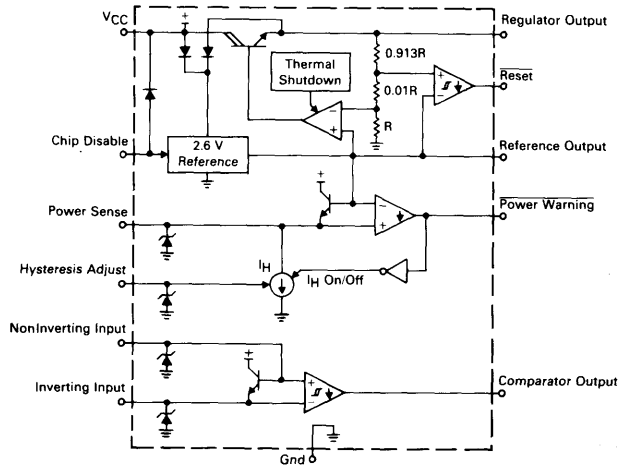 VCC
Regulator Output
0.913R
Thermal
Shutdown
+
−
Reset
0.01R
−
+
R
Chip Disable
2.6 V
Reference
Reference Output
+
−
+
Power Warning
Power Sense
IH
IH On/Off
Hysteresis Adjust
NonInverting Input
+
+
−
Inverting Input
Comparator Output
Gnd